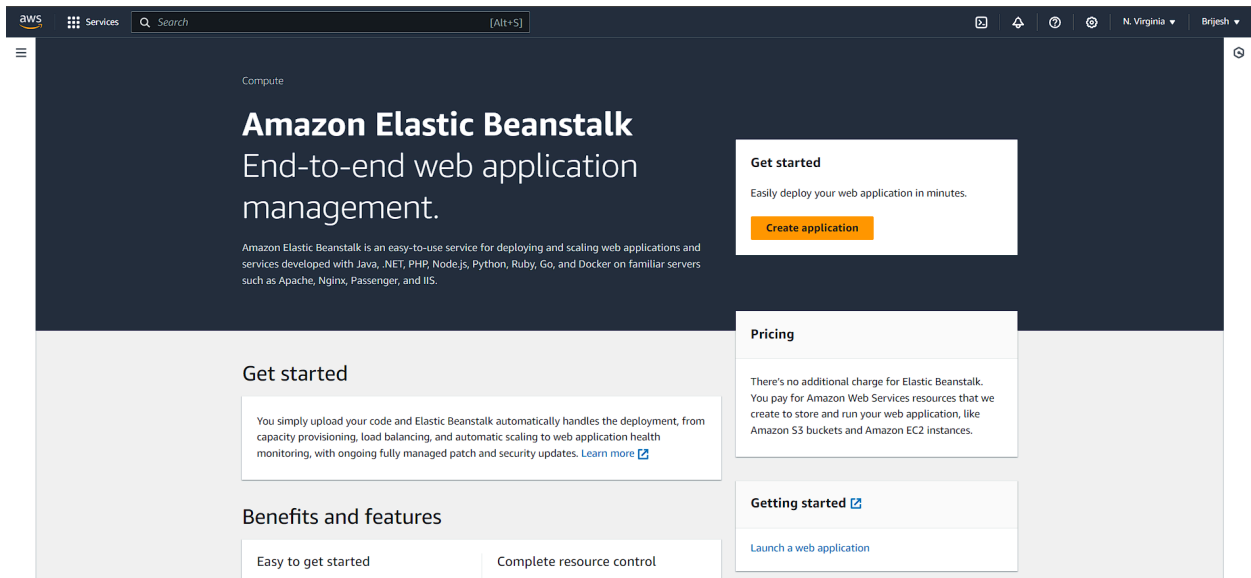 aws
Services
Search
[Alt+S]
N. Virginia
Brijesh
Compute
Amazon Elastic Beanstalk
End-to-end web application
management.
Amazon Elastic Beanstalk is an easy-to-use service for deploying and scaling web applications and
services developed with Java, .NET, PHP, Node.js, Python, Ruby, Go, and Docker on familiar servers
such as Apache, Nginx, Passenger, and IIS.
Get started
Easily deploy your web application in minutes.
Create application
Pricing
There's no additional charge for Elastic Beanstalk.
You pay for Amazon Web Services resources that we
create to store and run your web application, like
Amazon S3 buckets and Amazon EC2 instances.
Get started
You simply upload your code and Elastic Beanstalk automatically handles the deployment, from
capacity provisioning, load balancing, and automatic scaling to web application health
monitoring, with ongoing fully managed patch and security updates. Learn more
Getting started
Launch a web application
Benefits and features
Easy to get started
Complete resource control